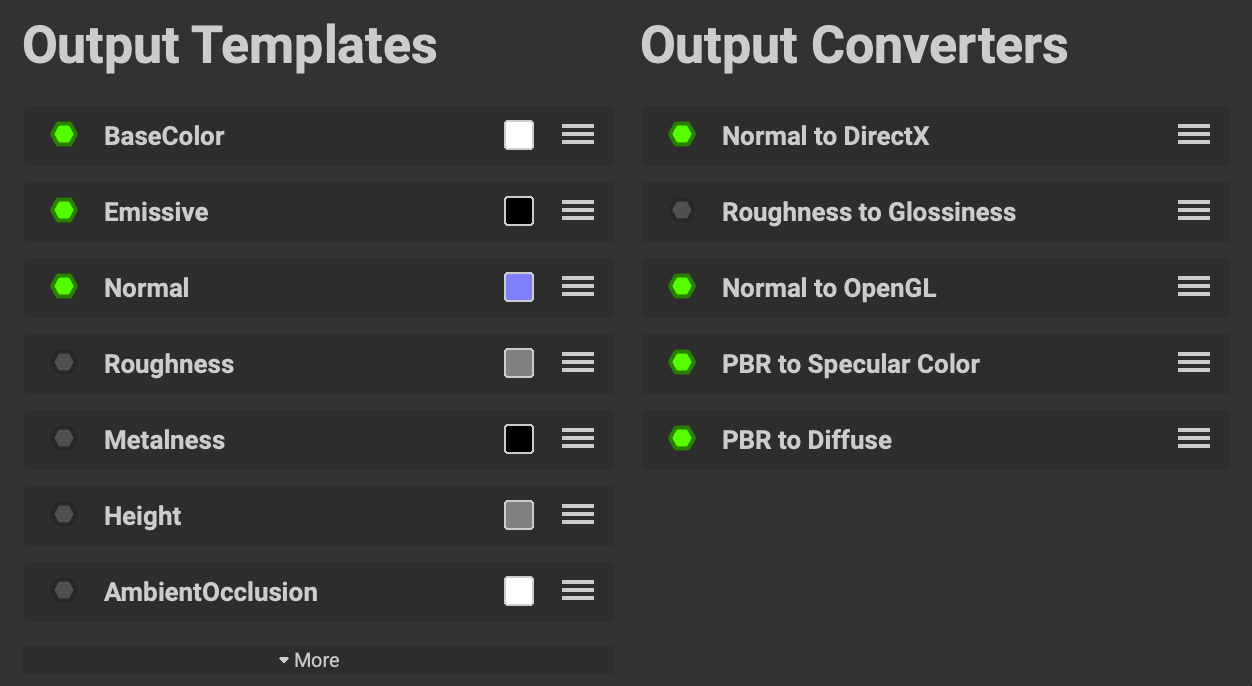 Output Templates
BaseColor
Emissive
Normal
Roughness
Metalness
Height
AmbientOcclusion
More
Output Converters
Normal to DirectX
Roughness to Glossiness
Normal to OpenGL
PBR to Specular Color
PBR to Diffuse